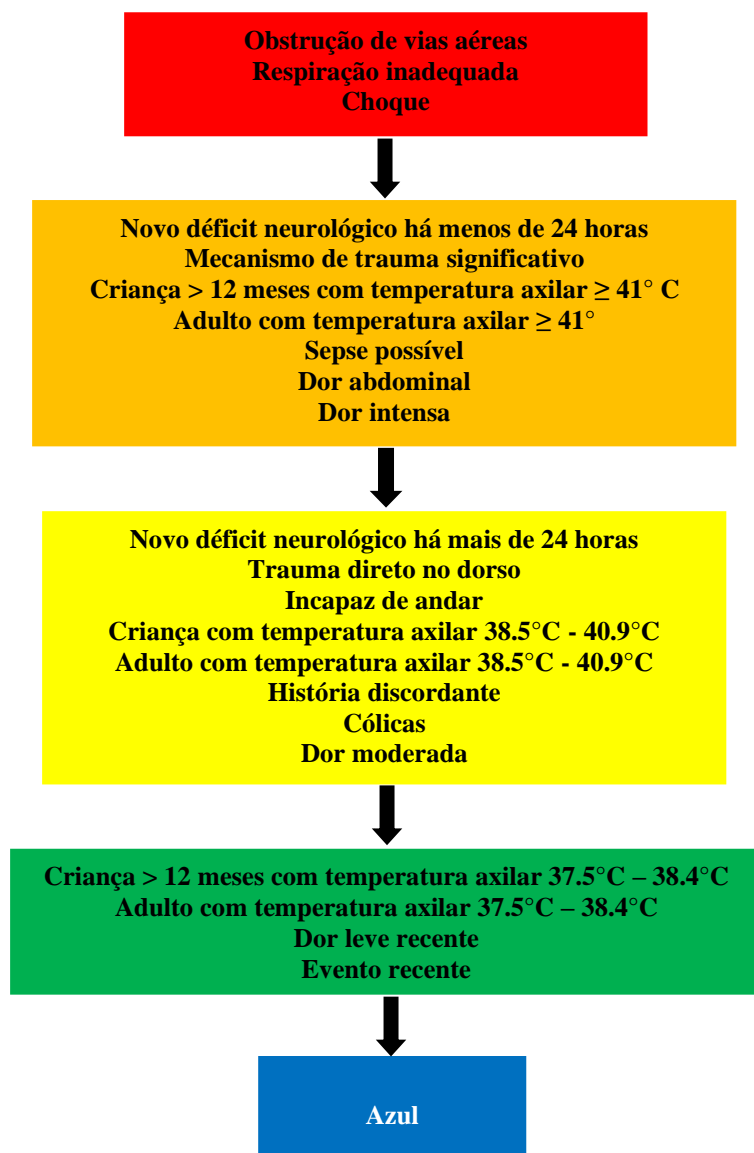 Obstrução de vias aéreas
Respiração inadequada
Choque
Novo déficit neurológico há menos de 24 horas
Mecanismo de trauma significativo
Criança > 12 meses com temperatura axilar ≥ 41° C
Adulto com temperatura axilar ≥ 41°
Sepse possível
Dor abdominal
Dor intensa
Novo déficit neurológico há mais de 24 horas
Trauma direto no dorso
Incapaz de andar
Criança com temperatura axilar 38.5°C - 40.9°C
Adulto com temperatura axilar 38.5°C - 40.9°C
História discordante
Cólicas
Dor moderada
Criança > 12 meses com temperatura axilar 37.5°C – 38.4°C
Adulto com temperatura axilar 37.5°C – 38.4°C
Dor leve recente
Evento recente
Azul